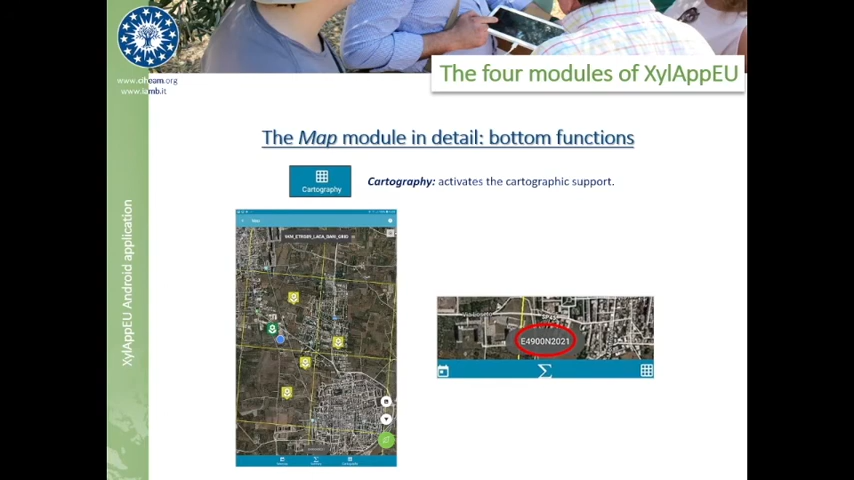 The four modules of XylAppEU
www.ciheam.org
www.iamb.it
The Map module in detail: bottom functions
Cartography
Cartography: activates the cartographic support.
E4900N2021
XylAppEU Android application